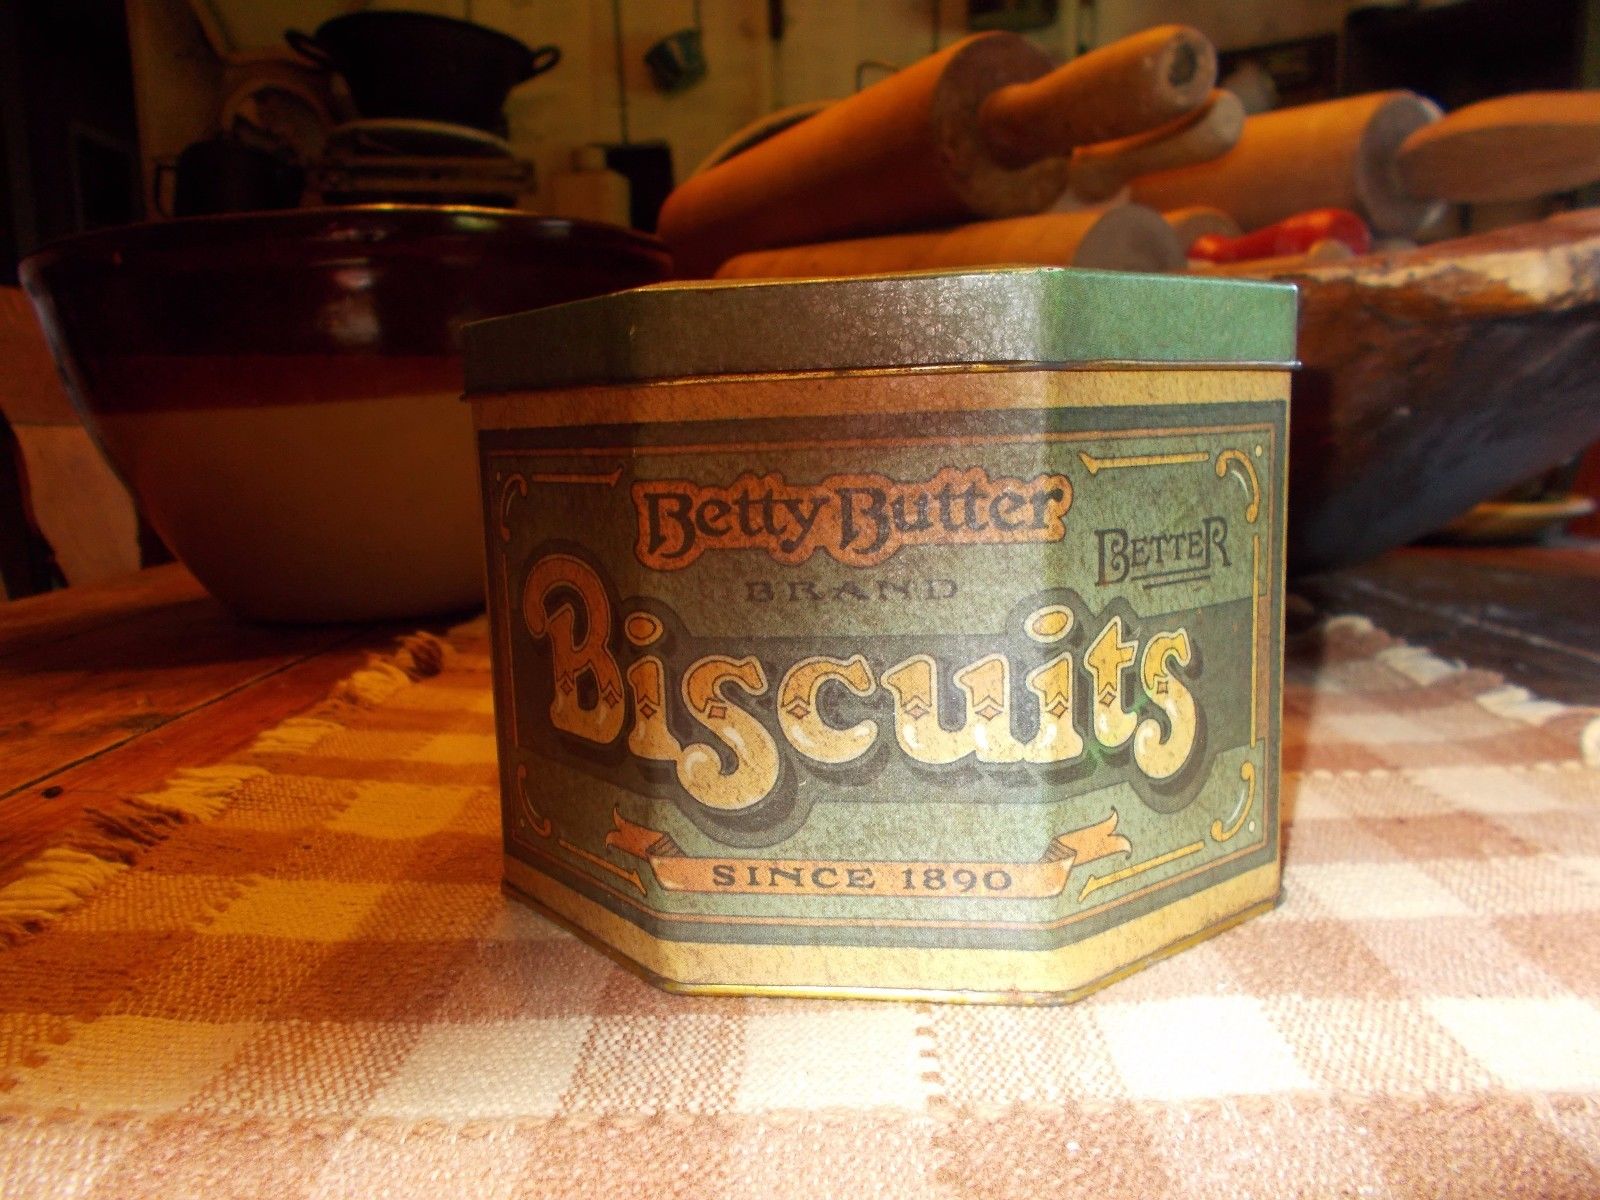 Betty Butter
BRAND
BETTER
Biscuits
SINCE 1890